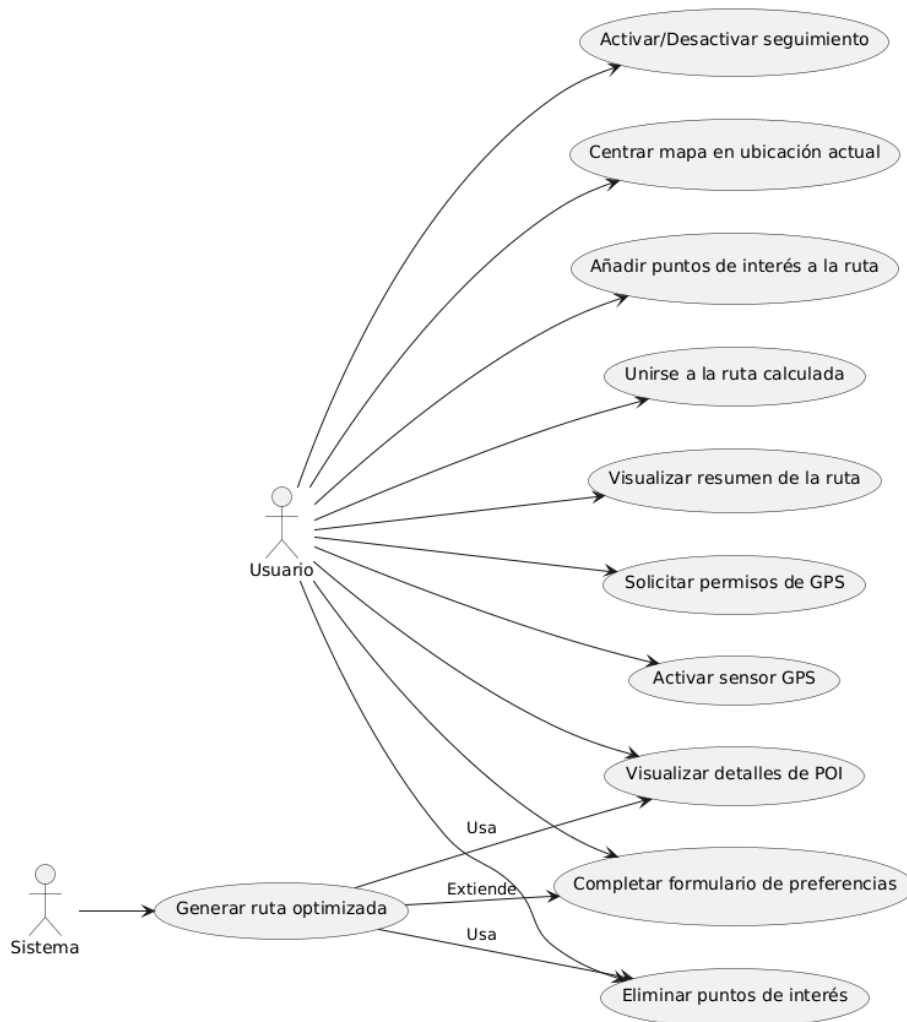 Activar/Desactivar seguimiento
Centrar mapa en ubicación actual
Añadir puntos de interés a la ruta
Unirse a la ruta calculada
Visualizar resumen de la ruta
Usuario
Solicitar permisos de GPS
Activar sensor GPS
Visualizar detalles de POI
Usa
Extiende
Completar formulario de preferencias
Generar ruta optimizada
Usa
Sistema
Eliminar puntos de interés